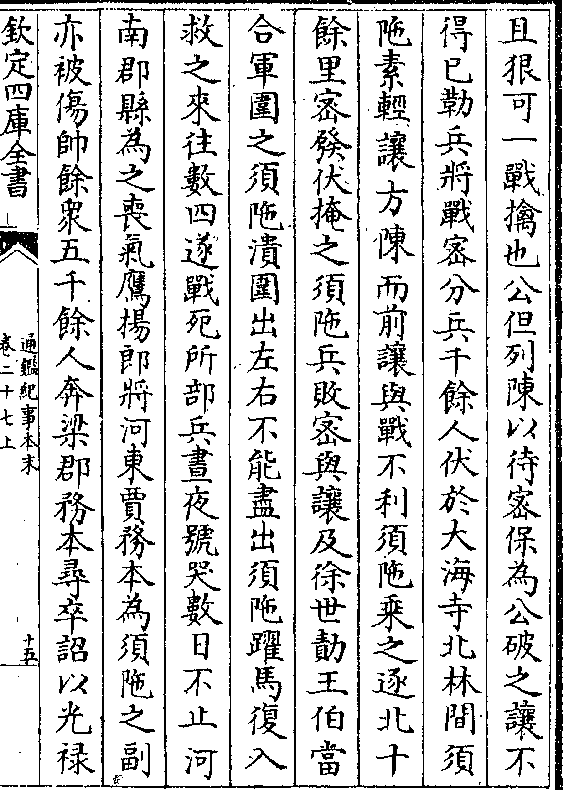 且狠可一戰擒也公但列陳以待密保為公破之讓不
得已勒兵將戰密分兵千餘人伏於大海寺北林間須
陁素輕讓方陳而前讓與戰不利須陁乗之逐北十
餘里密發伏掩之須陁兵敗密與讓及徐世勣王伯當
合軍圍之須陁潰圍出左右不能盡出須陁躍馬復入
救之來往數四遂戰死所部兵晝夜號哭數日不止河
南郡縣為之喪氣鷹揚郎將河東賈務本為須陁之副
亦被傷帥餘衆五千餘人奔梁郡務本尋卒詔以光禄
欽定四庫全書
通鑑紀事本末
卷二十七上
十五